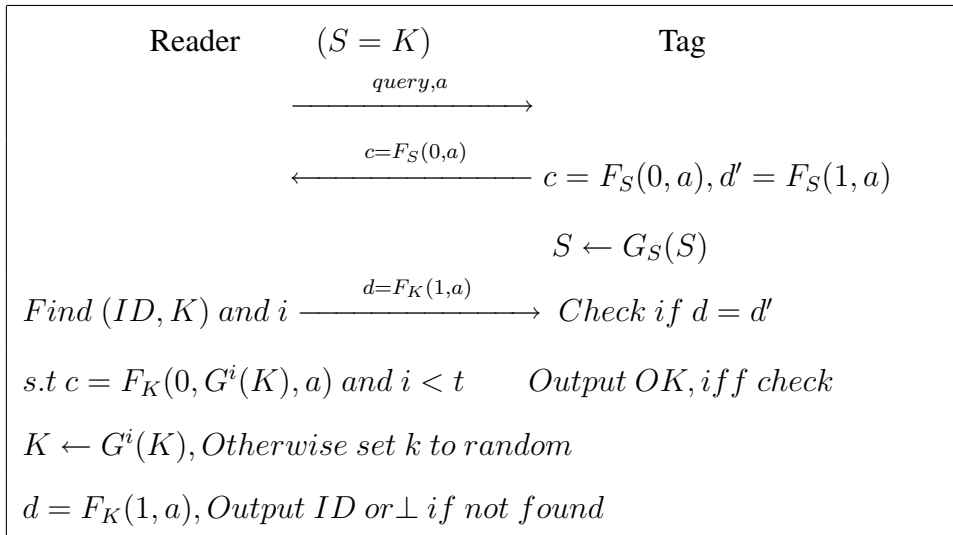 Reader (S = K) Tag
query,a
c=F_S(0,a)
c = F_S(0, a), d′ = F_S(1, a)
S ← G_S(S)
d=F_K(1,a)
Find (ID, K) and i Check if d = d′
s.t c = F_K(0, G^i(K), a) and i < t Output OK, iff check
K ← G^i(K), Otherwise set k to random
d = F_K(1, a), Output ID or⊥ if not found